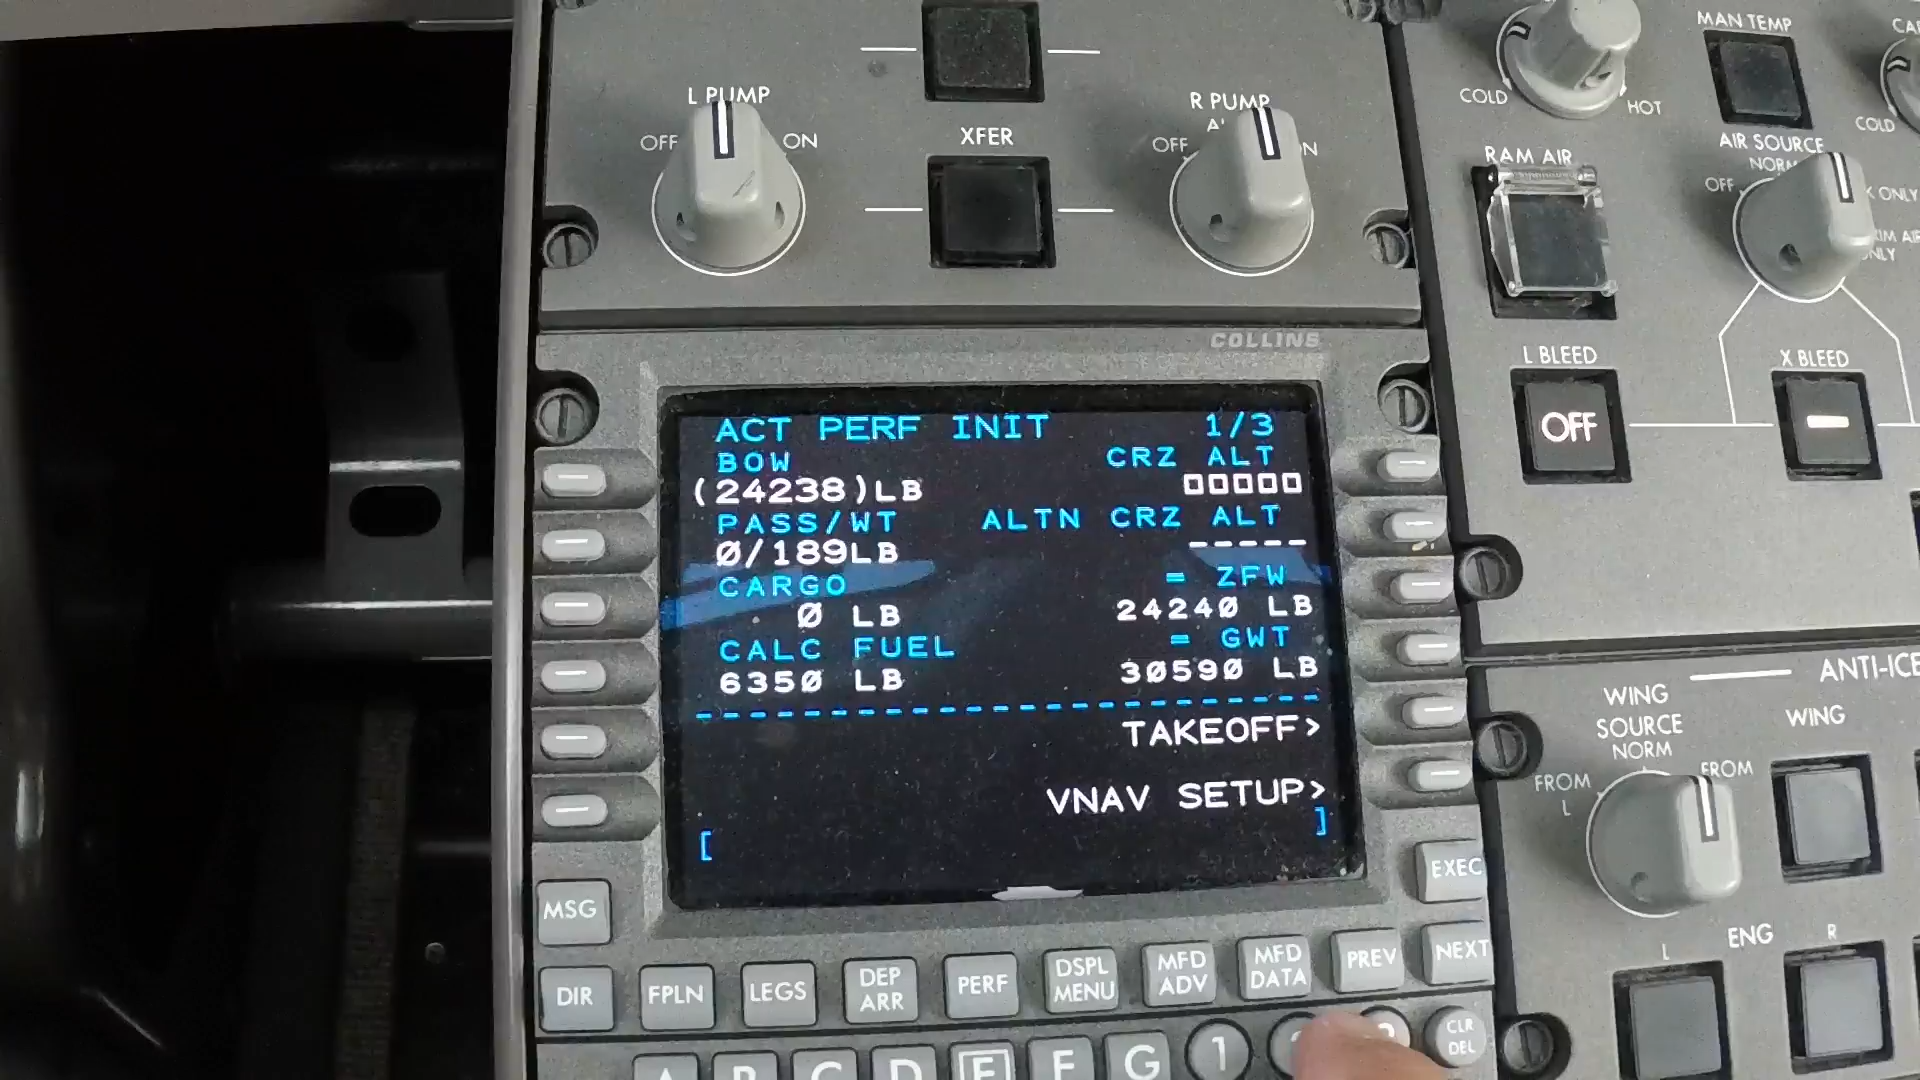 L PUMP
OFF
ON
XFER
R PUMP
OFF
COLD
HOT
MAN TEMP
COLD
RAM AIR
AIR SOURCE
NORM
OFF
ONLY
COLLINS
L BLEED
OFF
X BLEED
ACT PERF INIT 1/3
BOW CRZ ALT
(24238)LB □□□□□
PASS/WT ALTN CRZ ALT
0/189LB -----
CARGO = ZFW
0 LB 24240 LB
CALC FUEL = GWT
6350 LB 30590 LB
TAKEOFF>
VNAV SETUP>
[ ]
ANTI-ICE
WING
SOURCE
NORM
WING
FROM
L
FROM
ENG
L
R
EXEC
MSG
DIR
FPLN
LEGS
DEP
ARR
PERF
DSPL
MENU
MFD
ADV
MFD
DATA
PREV
NEXT
A B C D E F G 1
CLR
DEL